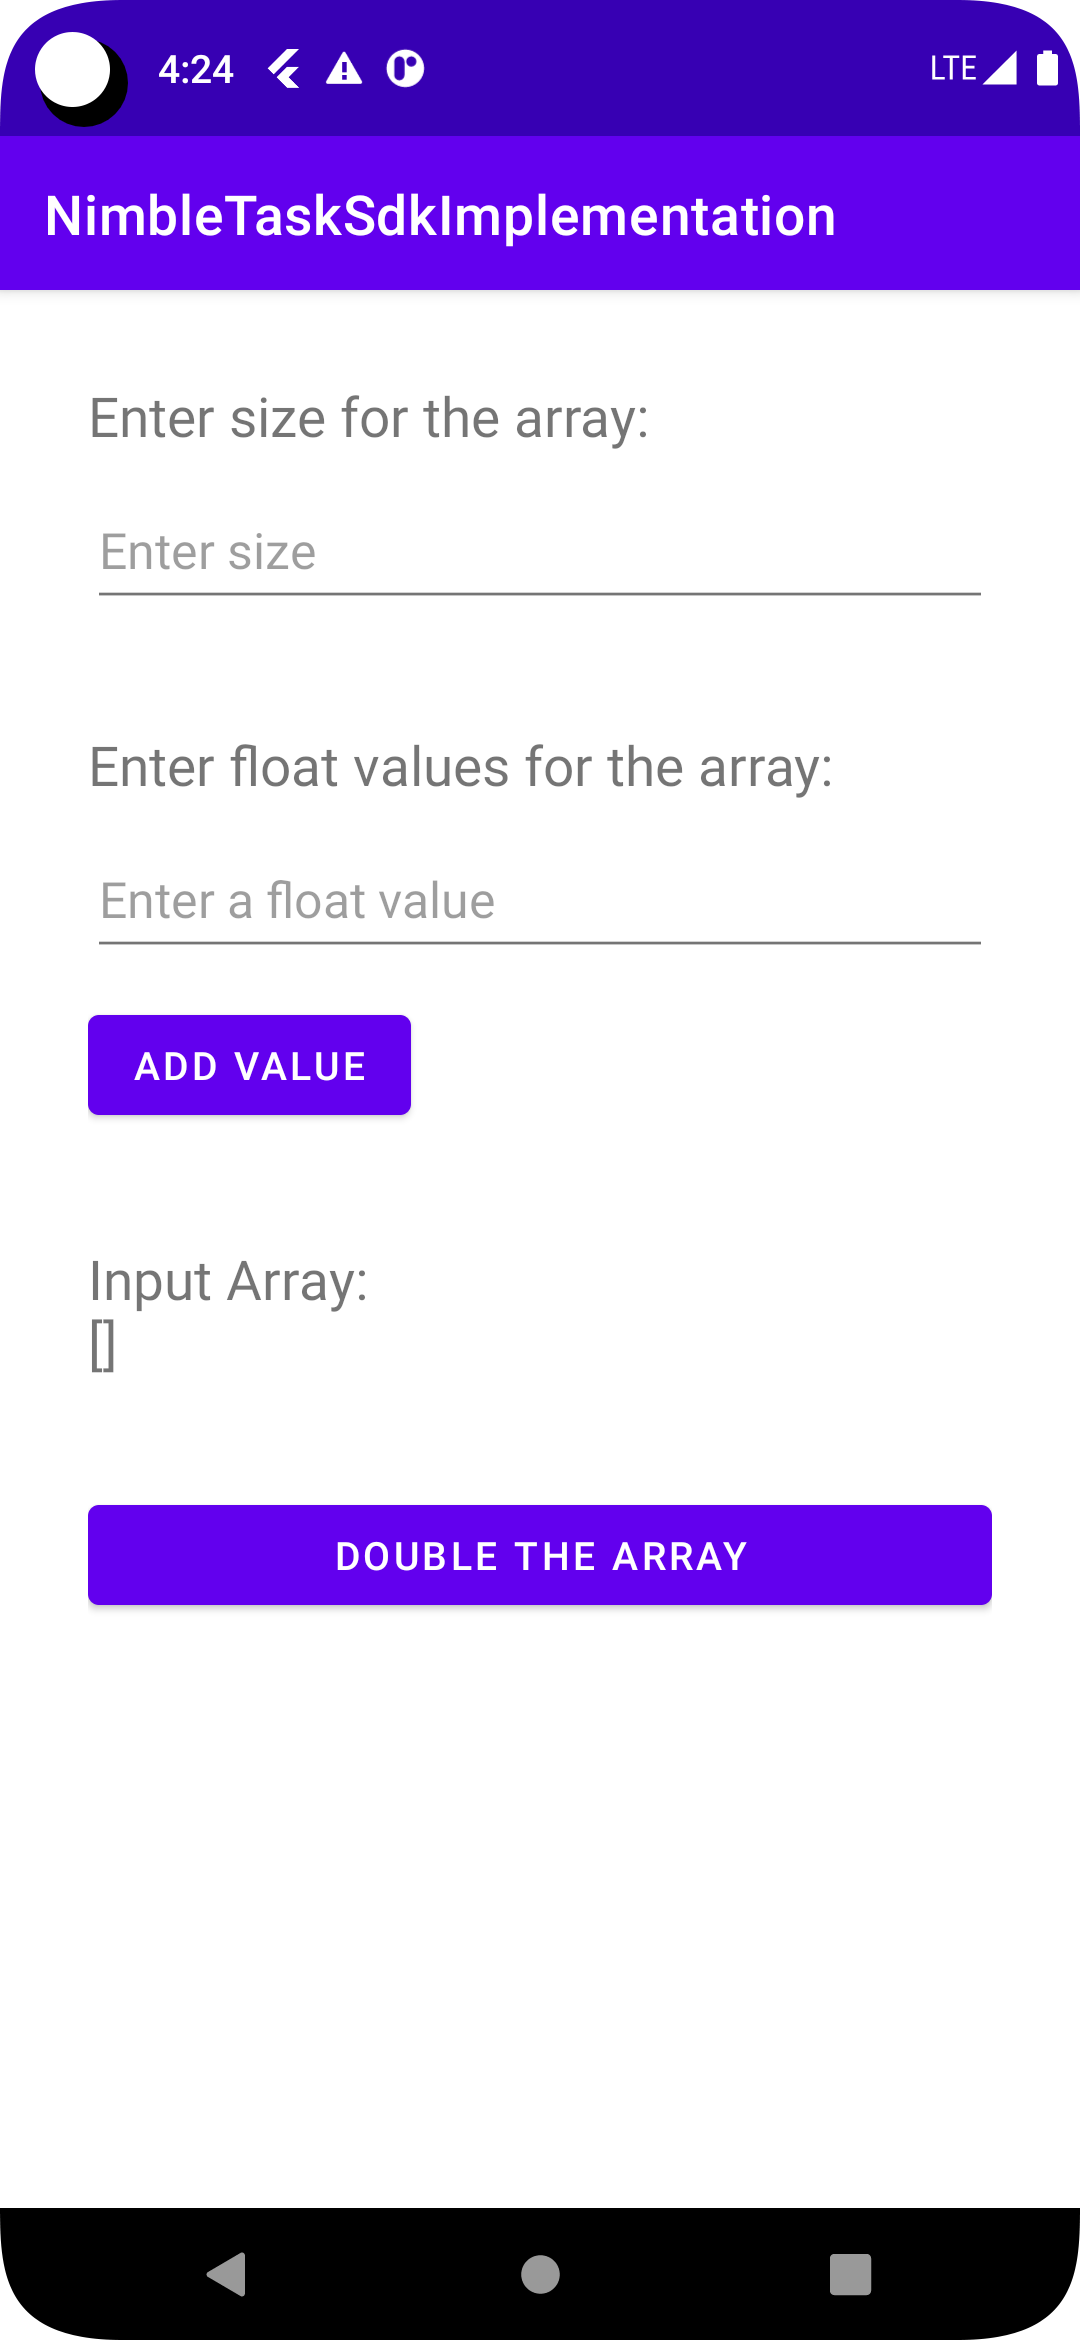 4:24
LTE
NimbleTaskSdkImplementation
Enter size for the array:
Enter size
Enter float values for the array:
Enter a float value
ADD VALUE
Input Array:
[]
DOUBLE THE ARRAY